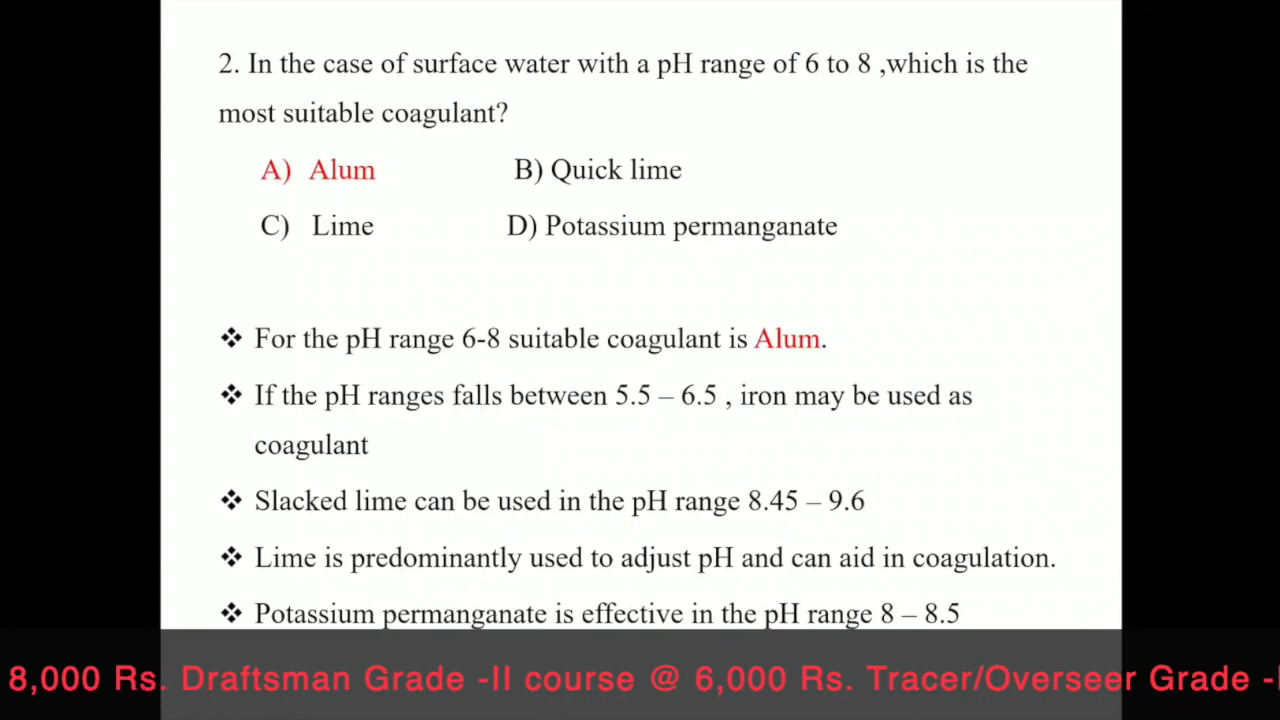 2. In the case of surface water with a pH range of 6 to 8 ,which is the
most suitable coagulant?
A) Alum B) Quick lime
C) Lime D) Potassium permanganate
❖ For the pH range 6-8 suitable coagulant is Alum.
❖ If the pH ranges falls between 5.5 – 6.5 , iron may be used as
coagulant
❖ Slacked lime can be used in the pH range 8.45 – 9.6
❖ Lime is predominantly used to adjust pH and can aid in coagulation.
❖ Potassium permanganate is effective in the pH range 8 – 8.5
8,000 Rs. Draftsman Grade -II course @ 6,000 Rs. Tracer/Overseer Grade -